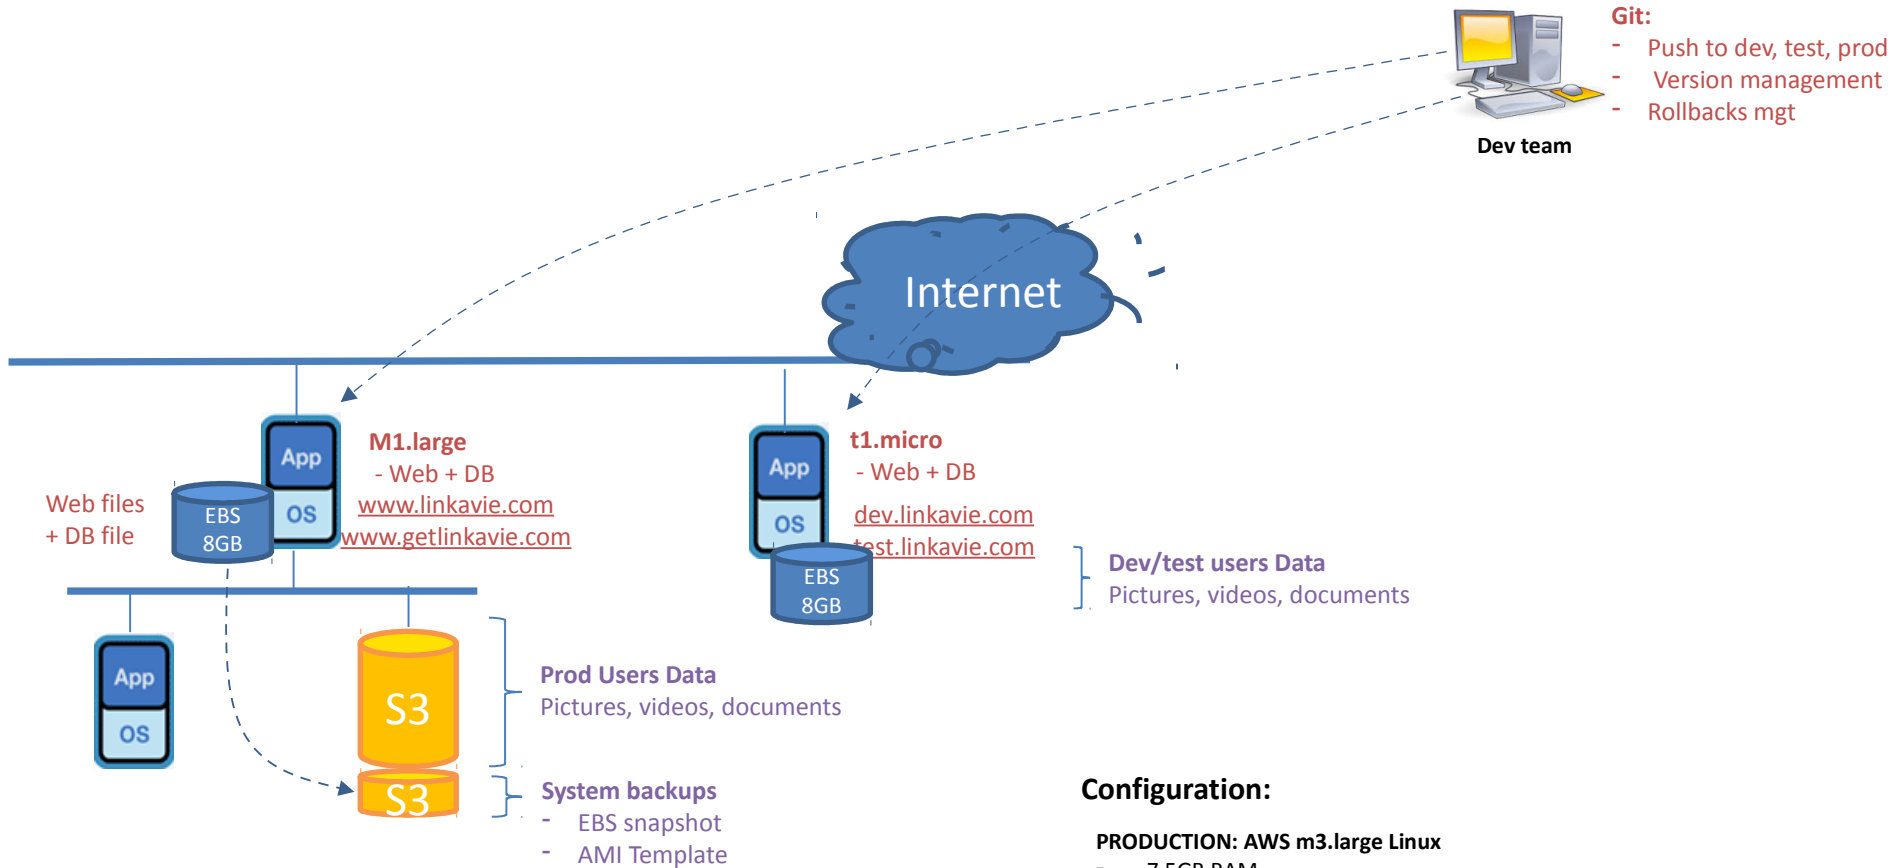 Git:
- Push to dev, test, prod
- Version management
- Rollbacks mgt
Dev team
Internet
App
OS
M1.large
- Web + DB
www.linkavie.com
www.getlinkavie.com
Web files
+ DB file
EBS
8GB
App
OS
t1.micro
- Web + DB
dev.linkavie.com
test.linkavie.com
EBS
8GB
Dev/test users Data
Pictures, videos, documents
App
OS
S3
Prod Users Data
Pictures, videos, documents
S3
System backups
- EBS snapshot
- AMI Template
Configuration:
PRODUCTION: AWS m3.large Linux
- 7.5GB RAM